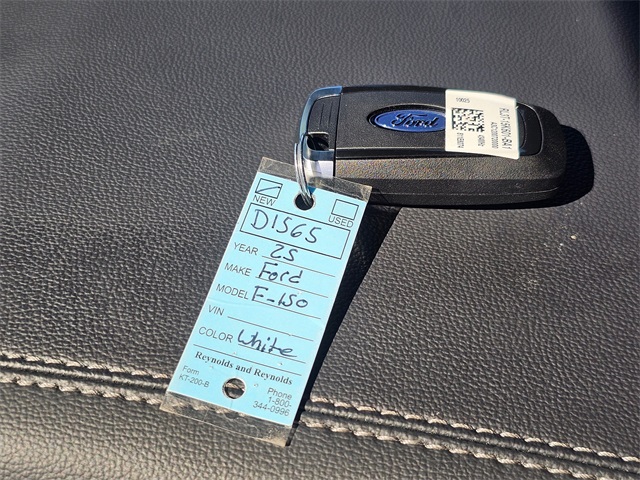 Ford
10025
NEW
USED
D1565
YEAR 25
MAKE Ford
MODEL F-150
VIN
COLOR White
Reynolds and Reynolds
Form
KT-200-B
Phone
1-800-
344-0996